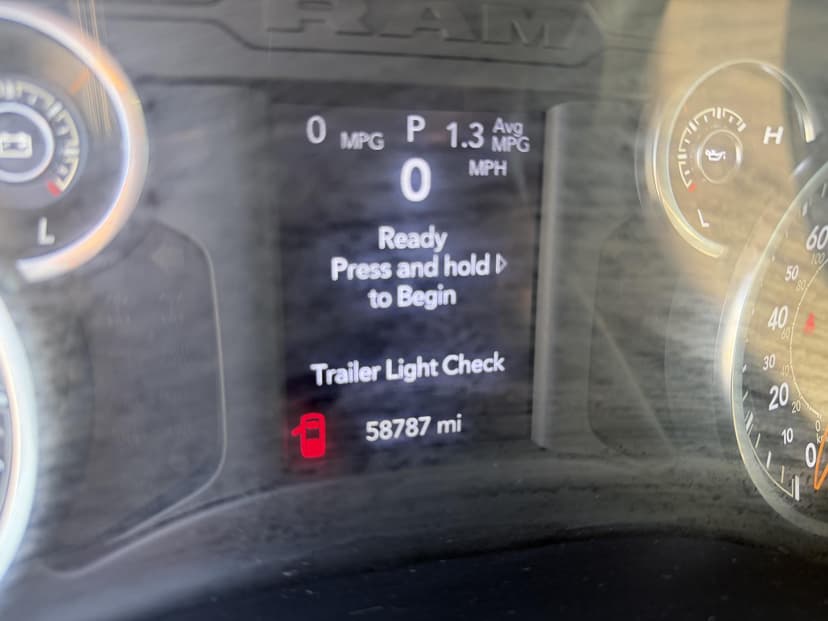 RAM
0 MPG P 1.3 Avg MPG
0 MPH
Ready
Press and hold
to Begin
Trailer Light Check
58787 mi
L
H
L
60
50
40
30
20
10
0